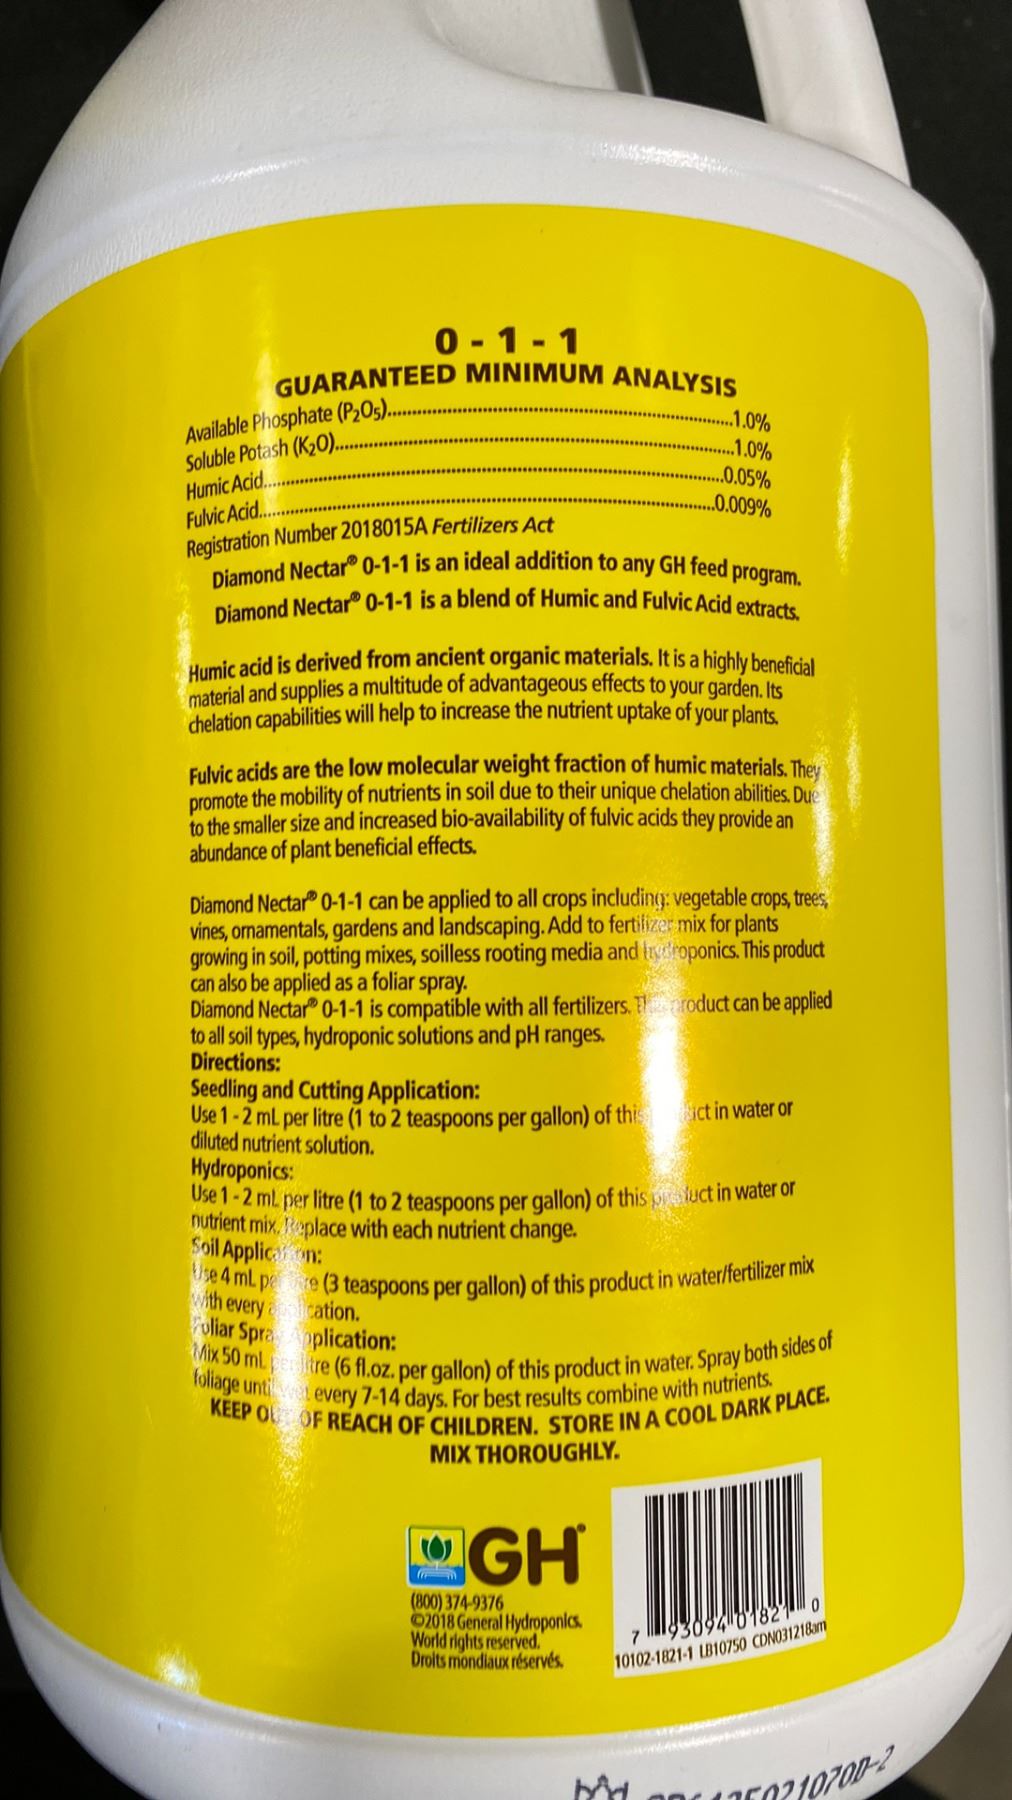 0 - 1 - 1
GUARANTEED MINIMUM ANALYSIS
Available Phosphate (P₂O₅)..........1.0%
Soluble Potash (K₂O)..........1.0%
Humic Acid..........0.05%
Fulvic Acid..........0.009%
Registration Number 2018015A Fertilizers Act
Diamond Nectar® 0-1-1 is an ideal addition to any GH feed program.
Diamond Nectar® 0-1-1 is a blend of Humic and Fulvic Acid extracts.
Humic acid is derived from ancient organic materials. It is a highly beneficial
material and supplies a multitude of advantageous effects to your garden. Its
chelation capabilities will help to increase the nutrient uptake of your plants.
Fulvic acids are the low molecular weight fraction of humic materials. They
promote the mobility of nutrients in soil due to their unique chelation abilities. Due
to the smaller size and increased bio-availability of fulvic acids they provide an
abundance of plant beneficial effects.
Diamond Nectar® 0-1-1 can be applied to all crops including: vegetable crops, trees,
vines, ornamentals, gardens and landscaping. Add to fertilizer mix for plants
growing in soil, potting mixes, soilless rooting media and hydroponics. This product
can also be applied as a foliar spray.
Diamond Nectar® 0-1-1 is compatible with all fertilizers. This product can be applied
to all soil types, hydroponic solutions and pH ranges.
Directions:
Seedling and Cutting Application:
Use 1 - 2 mL per litre (1 to 2 teaspoons per gallon) of this product in water or
diluted nutrient solution.
Hydroponics:
Use 1 - 2 mL per litre (1 to 2 teaspoons per gallon) of this product in water or
nutrient mix. Replace with each nutrient change.
Soil Application:
Use 4 mL per litre (3 teaspoons per gallon) of this product in water/fertilizer mix
with every application.
Foliar Spray Application:
Mix 50 mL per litre (6 fl.oz. per gallon) of this product in water. Spray both sides of
foliage until wet every 7-14 days. For best results combine with nutrients.
KEEP OUT OF REACH OF CHILDREN. STORE IN A COOL DARK PLACE.
MIX THOROUGHLY.
GH®
(800) 374-9376
©2018 General Hydroponics.
World rights reserved.
Droits mondiaux réservés.
7 93094 01821 0
10102-1821-1 LB10750 CDN031218am